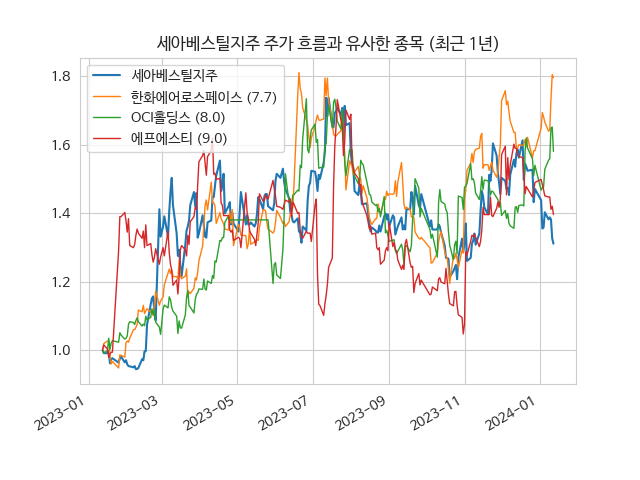 세아베스틸지주 주가 흐름과 유사한 종목 (최근 1년)
세아베스틸지주
한화에어로스페이스 (7.7)
OCI홀딩스 (8.0)
에프에스티 (9.0)
1.8
1.6
1.4
1.2
1.0
2023-01
2023-03
2023-05
2023-07
2023-09
2023-11
2024-01